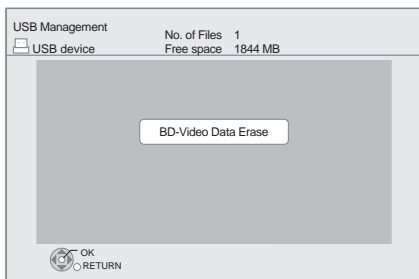 USB Management
No. of Files 1
USB device
Free space 1844 MB
BD-Video Data Erase
OK
RETURN